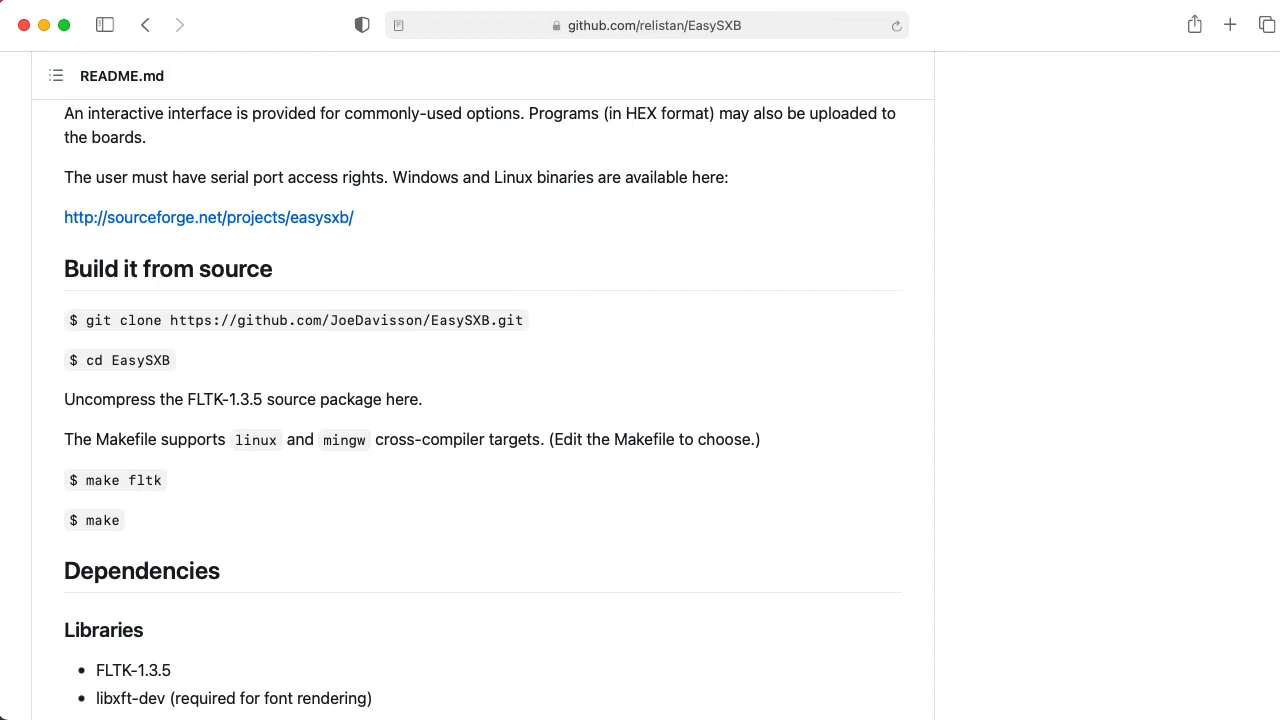 github.com/relistan/EasySXB
README.md
An interactive interface is provided for commonly-used options. Programs (in HEX format) may also be uploaded to
the boards.
The user must have serial port access rights. Windows and Linux binaries are available here:
http://sourceforge.net/projects/easysxb/
Build it from source
$ git clone https://github.com/JoeDavisson/EasySXB.git
$ cd EasySXB
Uncompress the FLTK-1.3.5 source package here.
The Makefile supports linux and mingw cross-compiler targets. (Edit the Makefile to choose.)
$ make fltk
$ make
Dependencies
Libraries
• FLTK-1.3.5
• libxft-dev (required for font rendering)